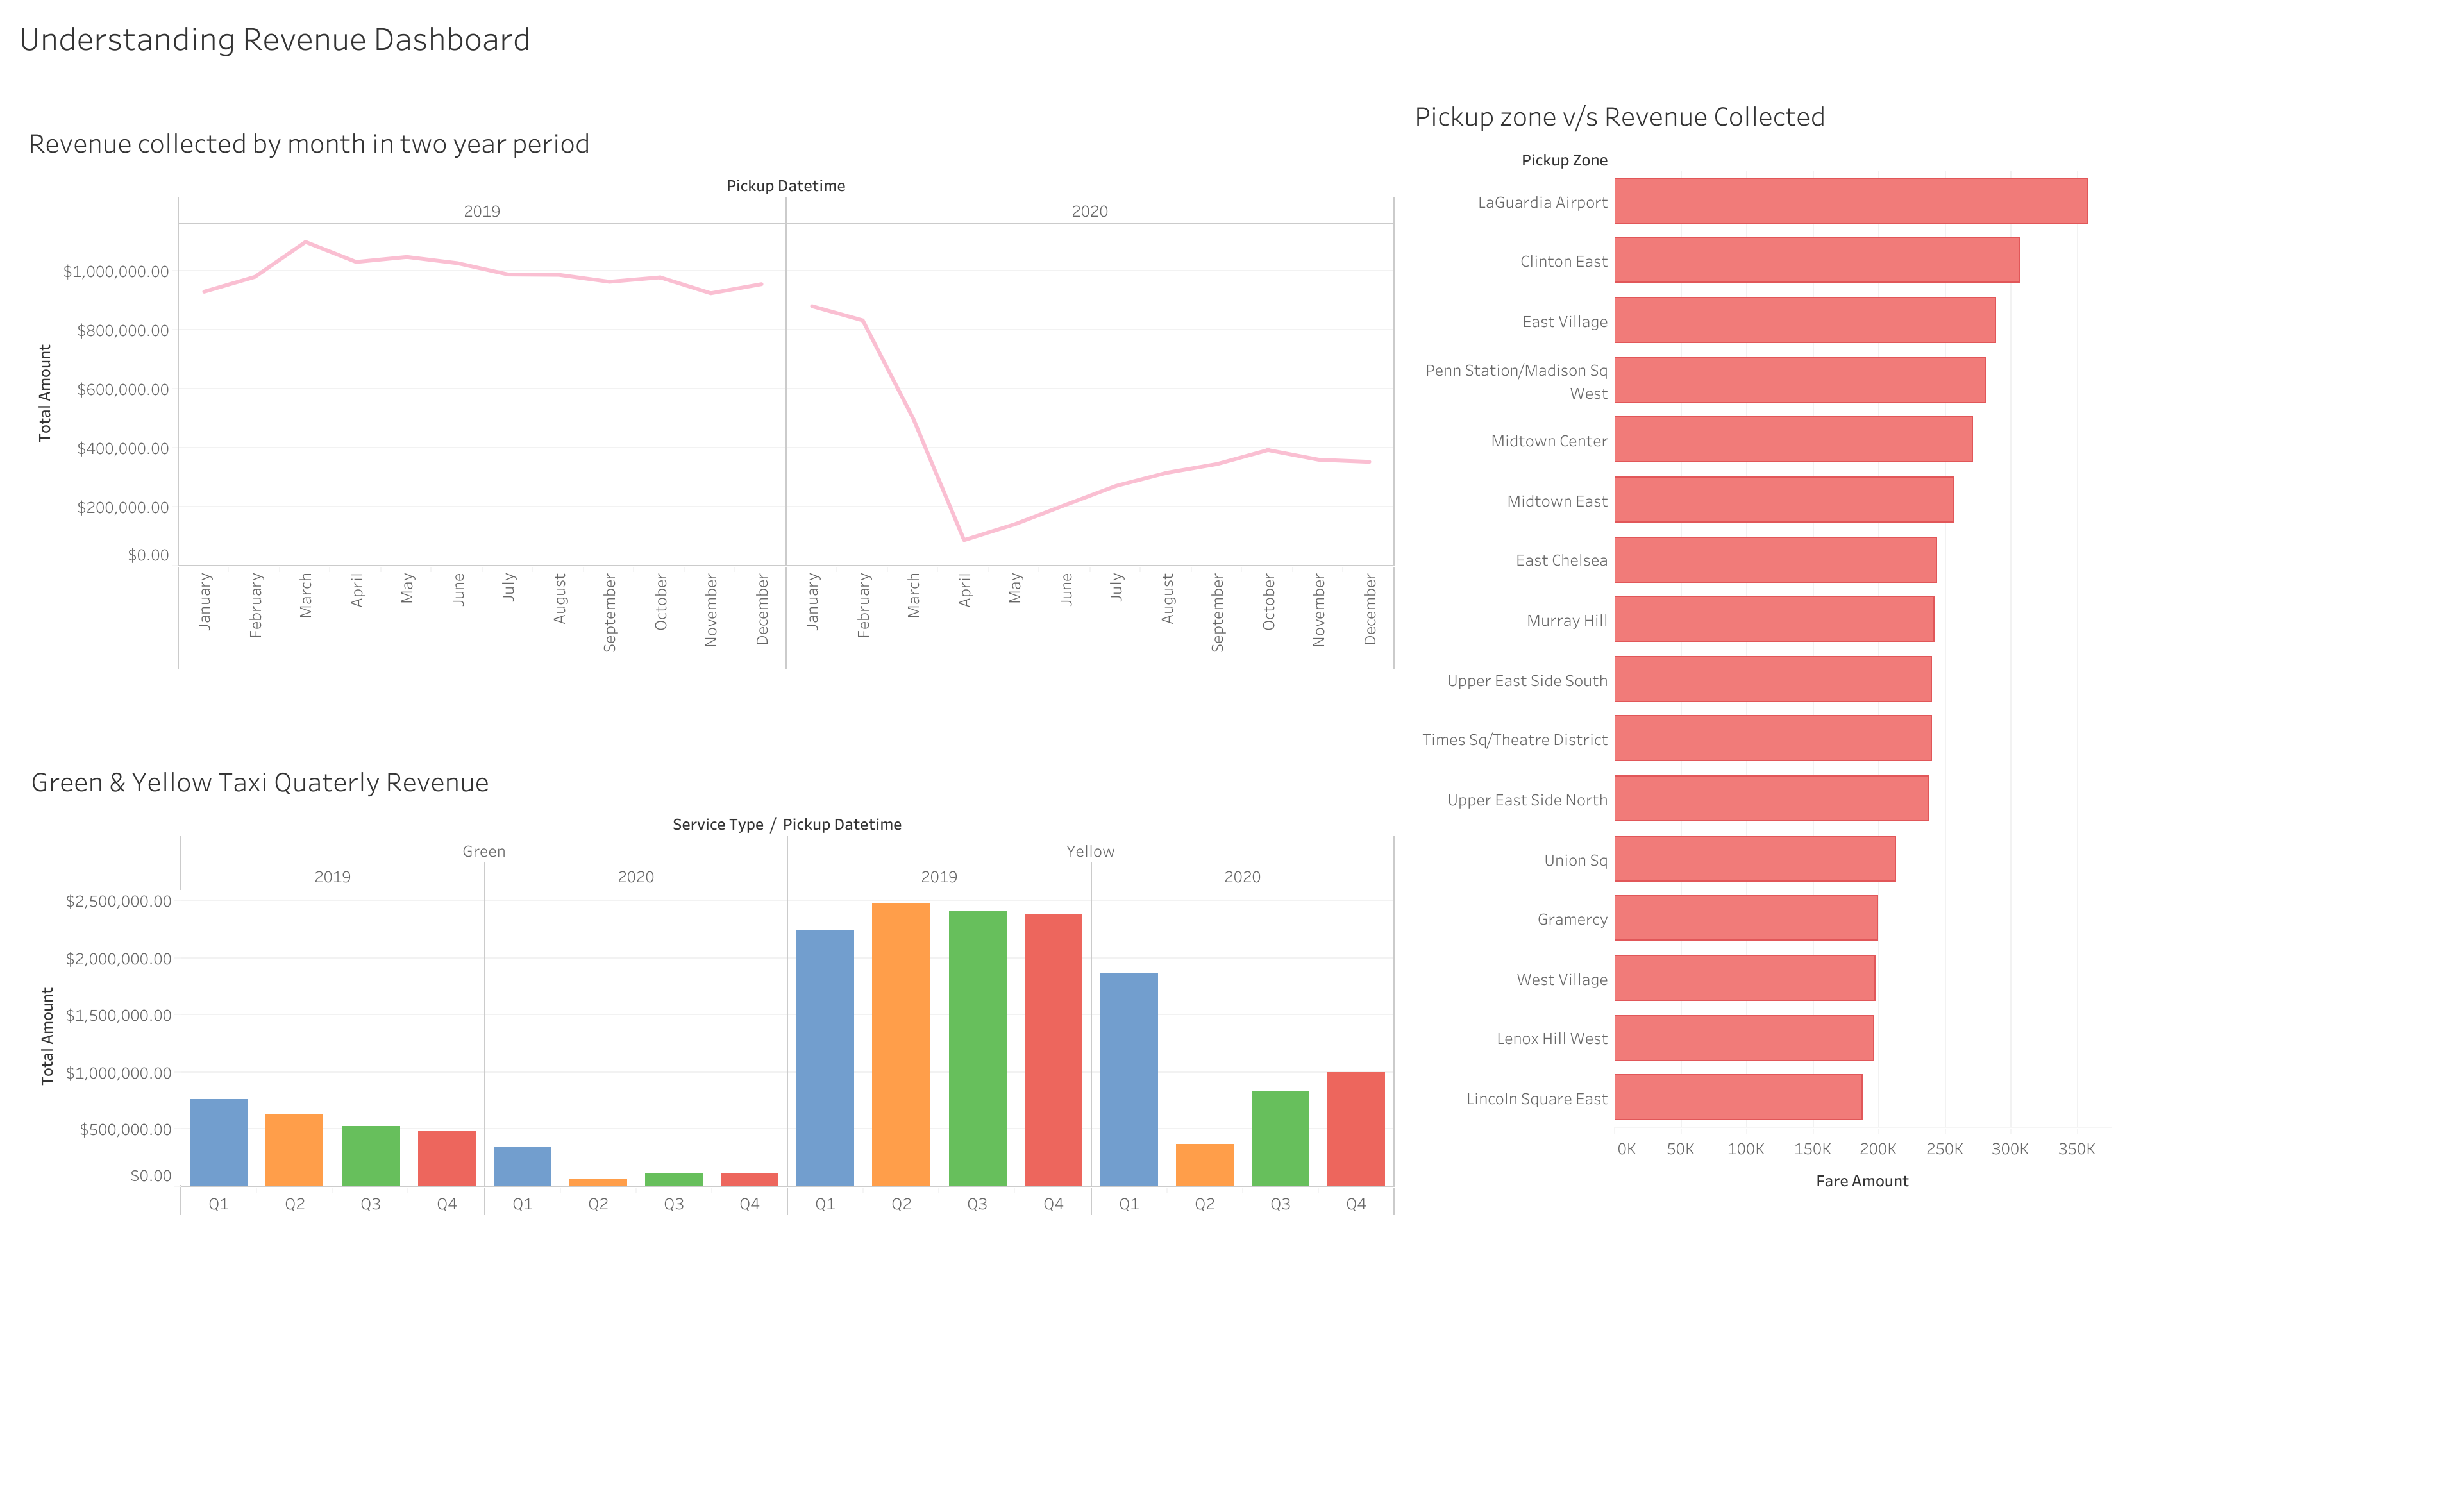 Understanding Revenue Dashboard
Revenue collected by month in two year period
Pickup Datetime
2019
2020
Total Amount
$1,000,000.00
$800,000.00
$600,000.00
$400,000.00
$200,000.00
$0.00
January
February
March
April
May
June
July
August
September
October
November
December
January
February
March
April
May
June
July
August
September
October
November
December
Green & Yellow Taxi Quaterly Revenue
Service Type / Pickup Datetime
Green
Yellow
2019
2020
2019
2020
Total Amount
$2,500,000.00
$2,000,000.00
$1,500,000.00
$1,000,000.00
$500,000.00
$0.00
Q1
Q2
Q3
Q4
Q1
Q2
Q3
Q4
Q1
Q2
Q3
Q4
Q1
Q2
Q3
Q4
Pickup zone v/s Revenue Collected
Pickup Zone
LaGuardia Airport
Clinton East
East Village
Penn Station/Madison Sq
West
Midtown Center
Midtown East
East Chelsea
Murray Hill
Upper East Side South
Times Sq/Theatre District
Upper East Side North
Union Sq
Gramercy
West Village
Lenox Hill West
Lincoln Square East
0K
50K
100K
150K
200K
250K
300K
350K
Fare Amount